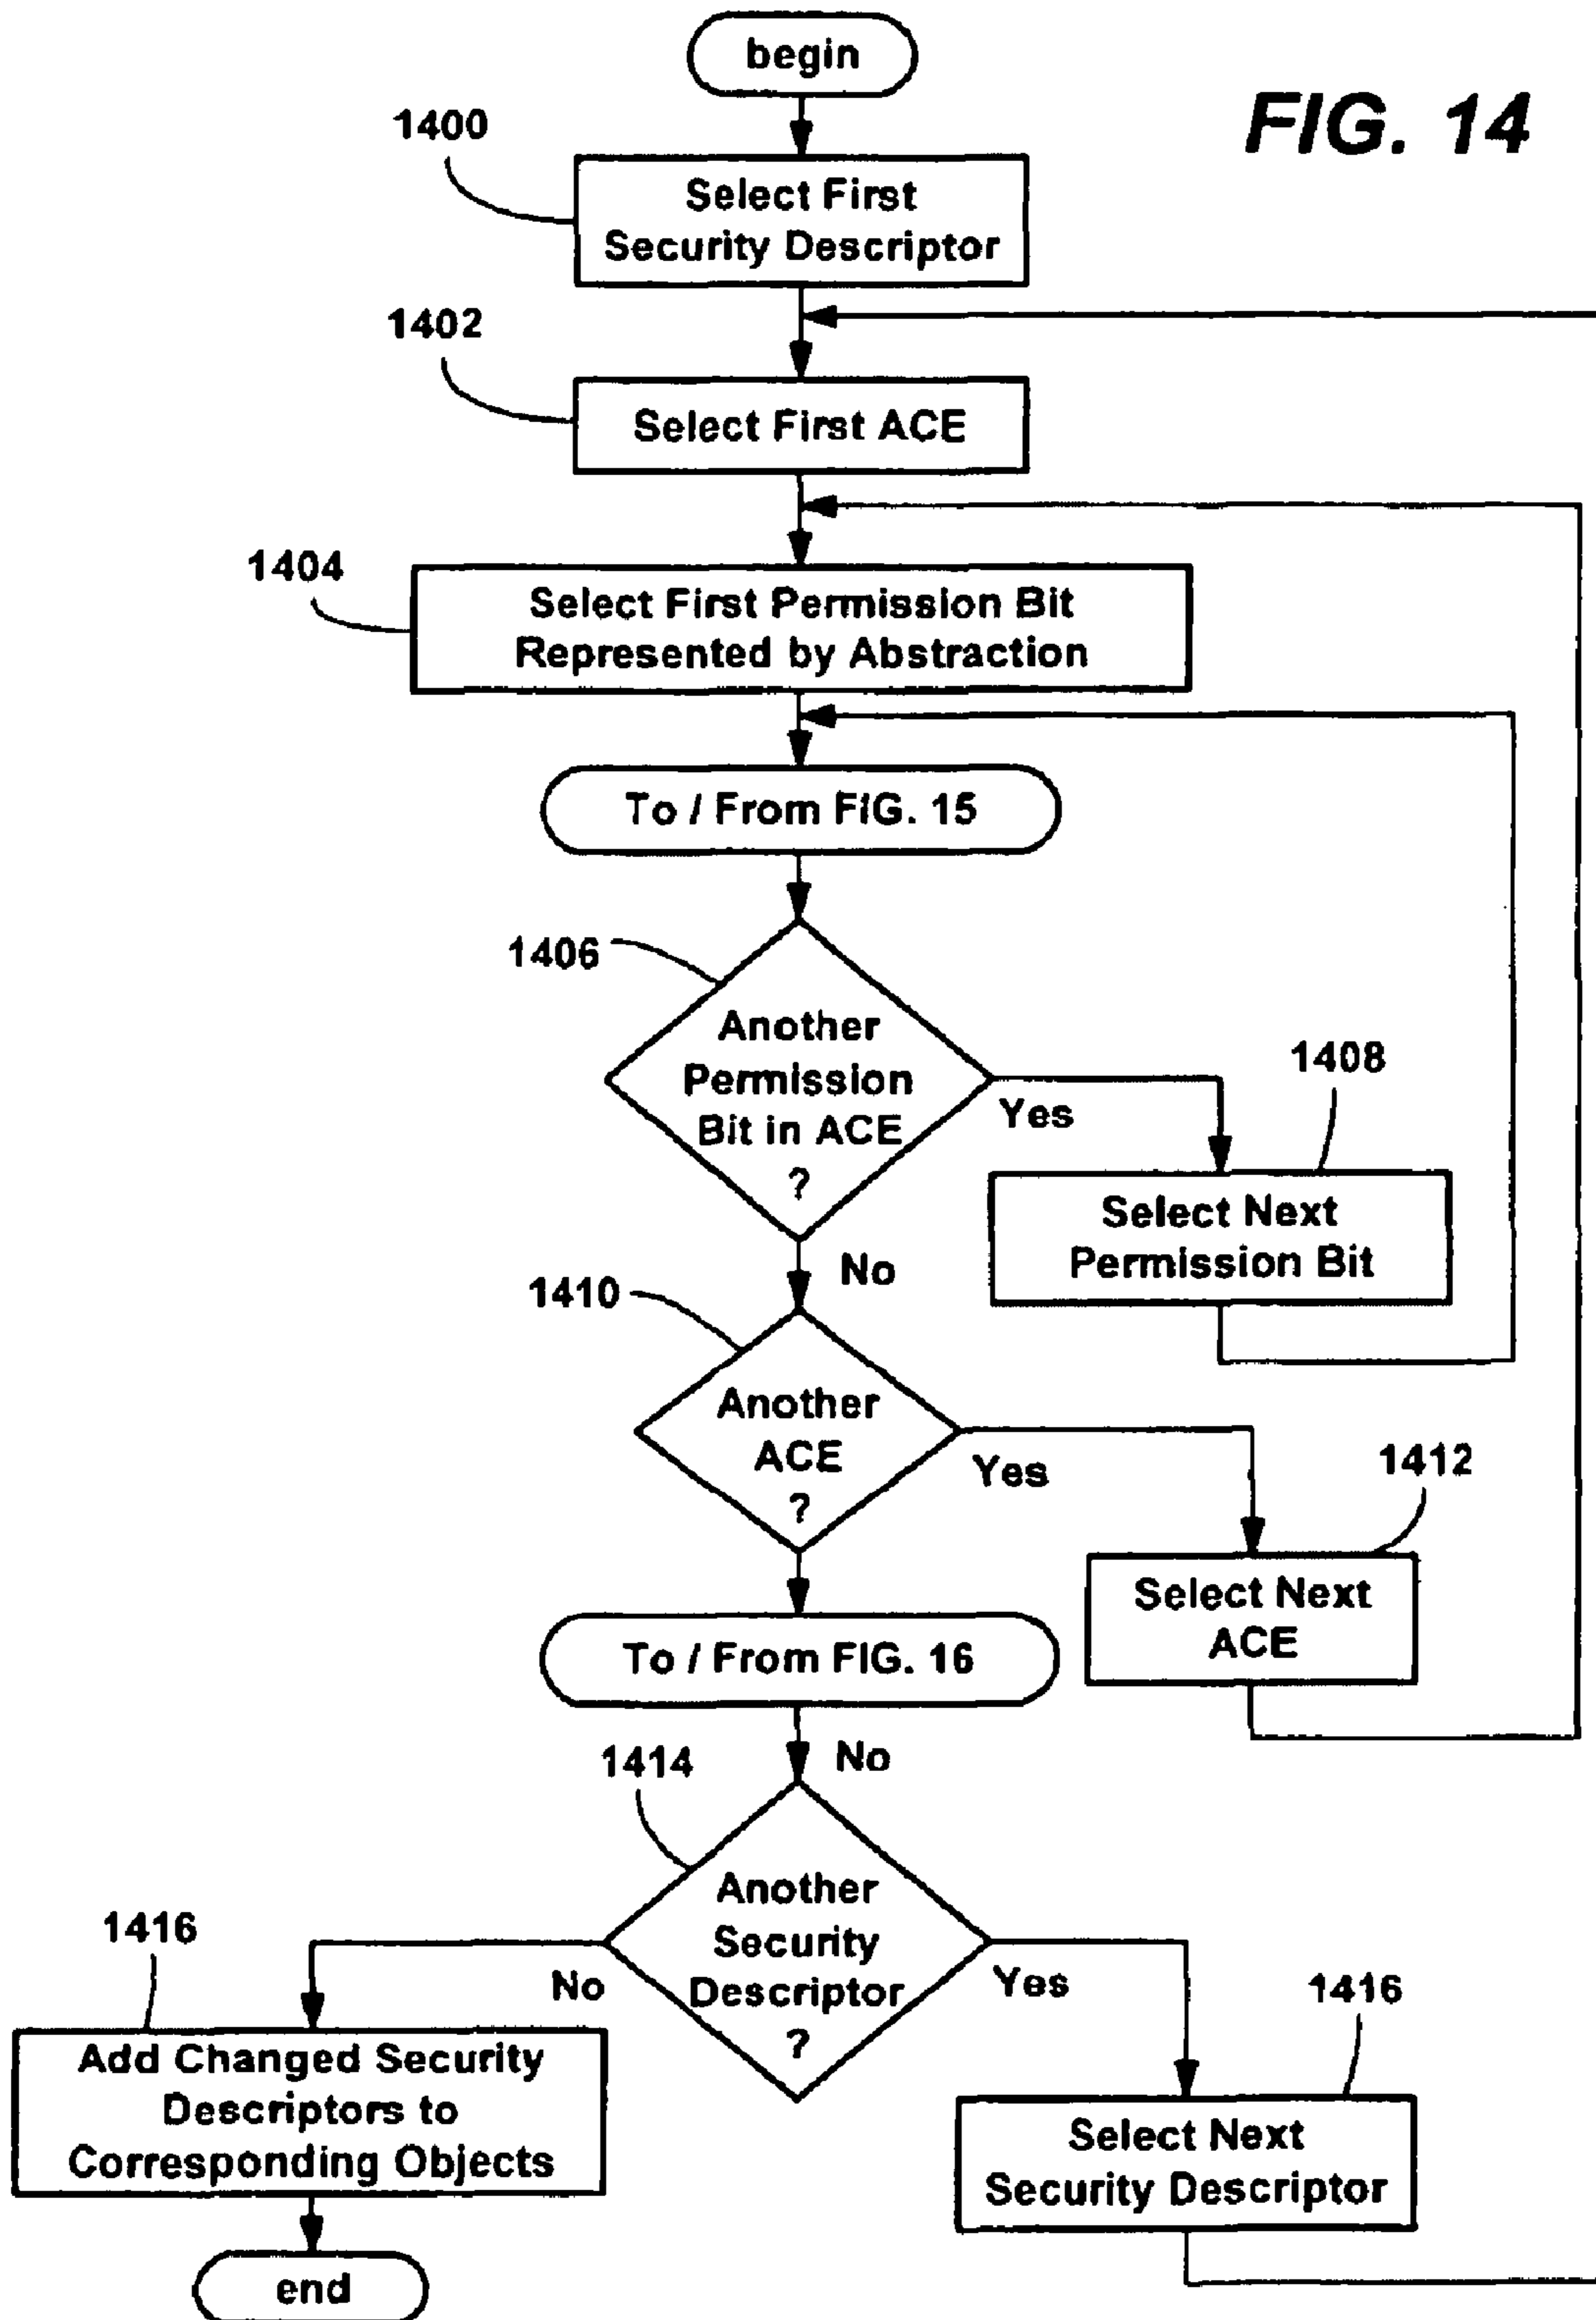 begin
FIG. 14
1400
Select First
Security Descriptor
1402
Select First ACE
1404
Select First Permission Bit
Represented by Abstraction
To / From FIG. 15
1406
Another
Permission
Bit in ACE
?
Yes
1408
Select Next
Permission Bit
No
1410
Another
ACE
?
Yes
1412
Select Next
ACE
To / From FIG. 16
No
1414
Another
Security
Descriptor
?
No
Yes
1416
Add Changed Security
Descriptors to
Corresponding Objects
1416
Select Next
Security Descriptor
end